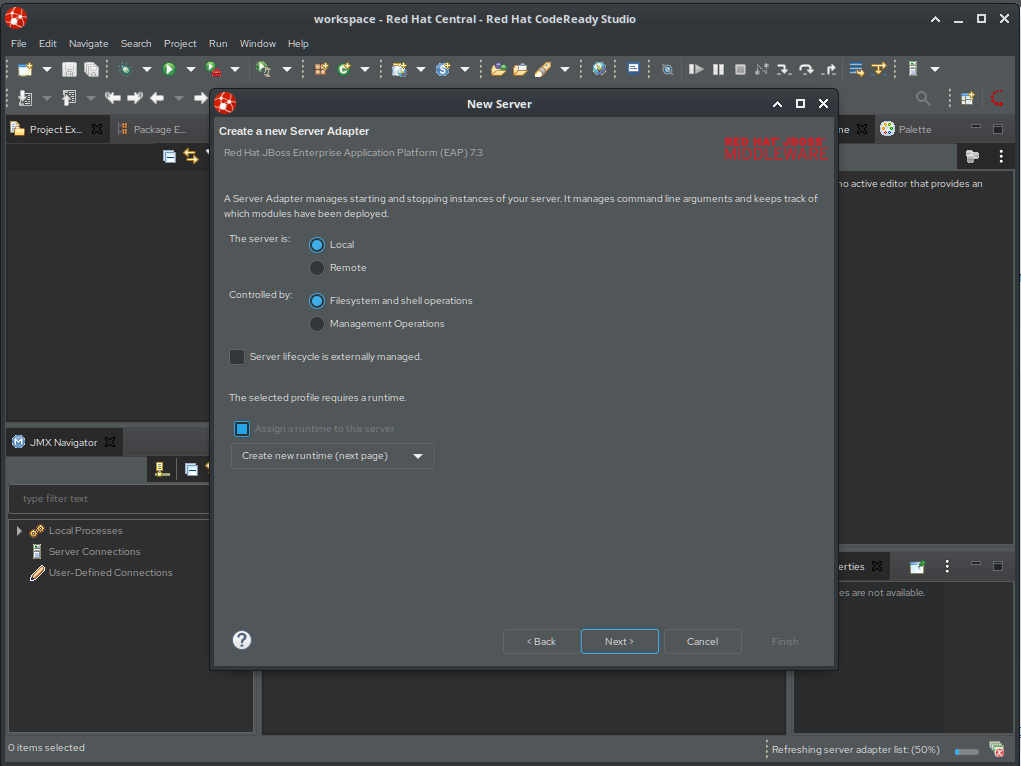 workspace - Red Hat Central - Red Hat CodeReady Studio
File Edit Navigate Search Project Run Window Help
New Server
Project Ex...
Package E...
ne
Palette
Create a new Server Adapter
Red Hat JBoss Enterprise Application Platform (EAP) 7.3
RED HAT JBOSS
MIDDLEWARE
no active editor that provides an
A Server Adapter manages starting and stopping instances of your server. It manages command line arguments and keeps track of
which modules have been deployed.
The server is:
Local
Remote
Controlled by:
Filesystem and shell operations
Management Operations
Server lifecycle is externally managed.
The selected profile requires a runtime.
Assign a runtime to this server
Create new runtime (next page)
JMX Navigator
type filter text
Local Processes
Server Connections
User-Defined Connections
erties
es are not available.
< Back
Next >
Cancel
Finish
0 items selected
Refreshing server adapter list: (50%)